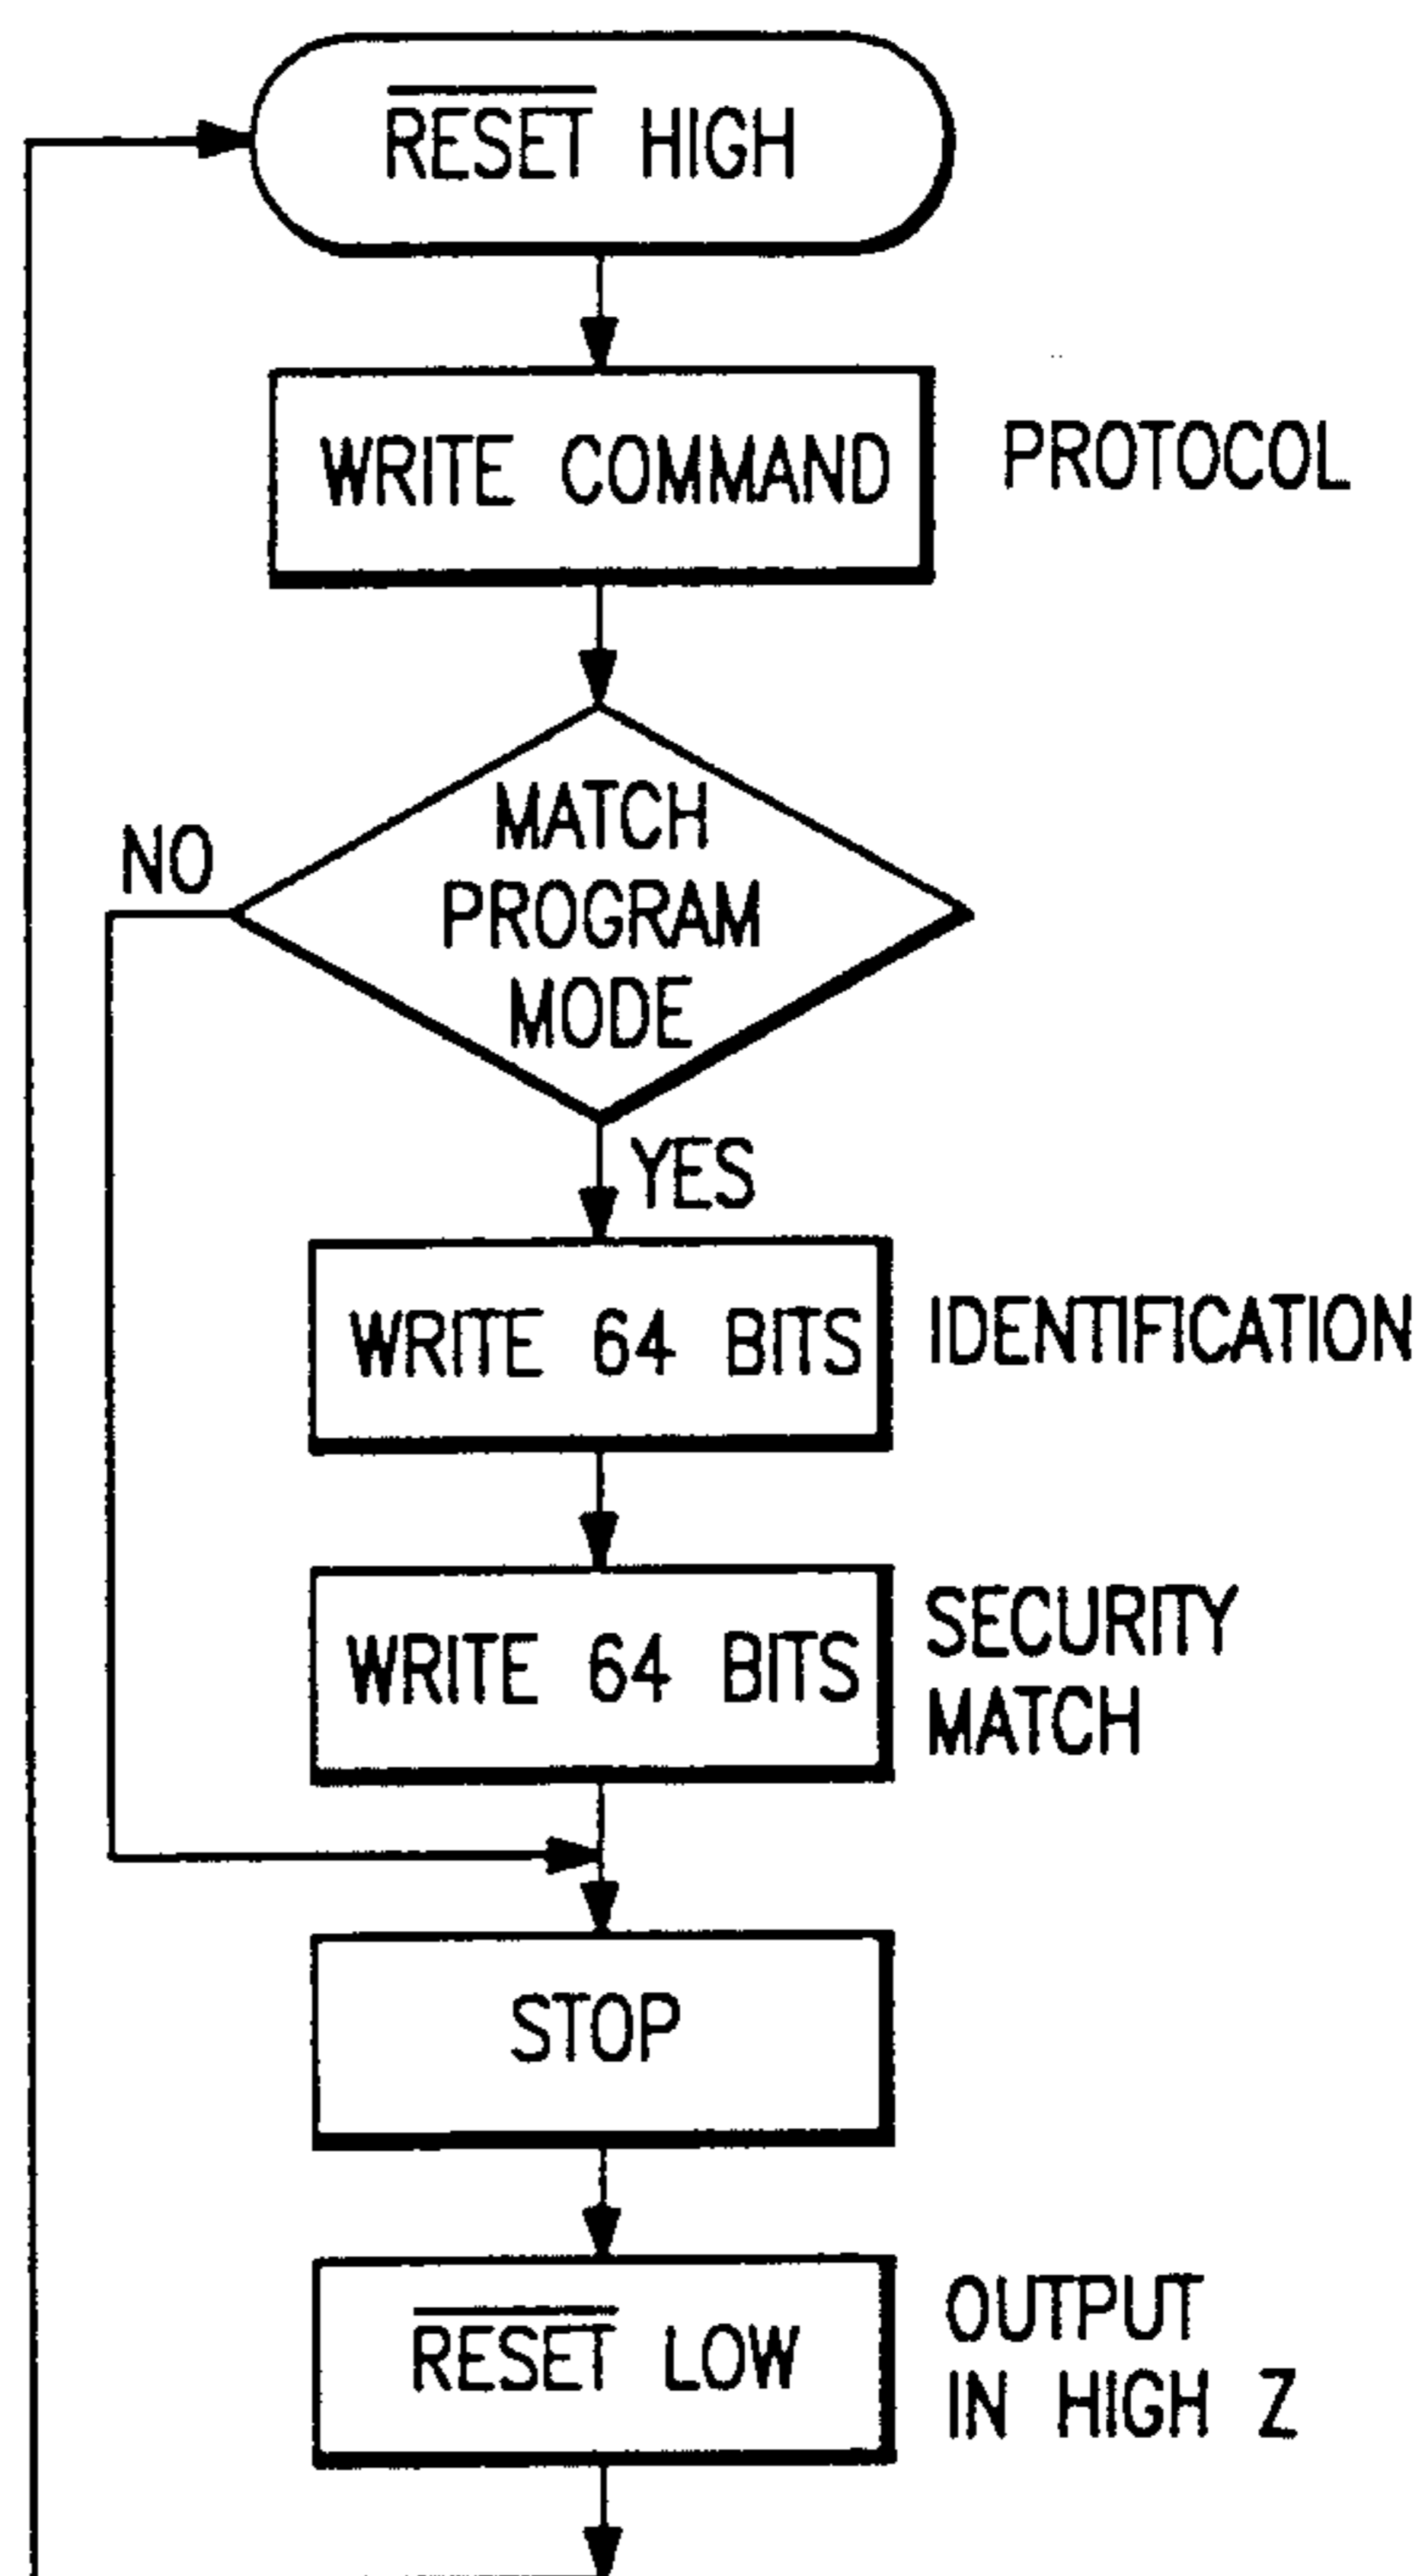 RESET HIGH
WRITE COMMAND
PROTOCOL
MATCH
PROGRAM
MODE
NO
YES
WRITE 64 BITS
IDENTIFICATION
WRITE 64 BITS
SECURITY
MATCH
STOP
RESET LOW
OUTPUT
IN HIGH Z